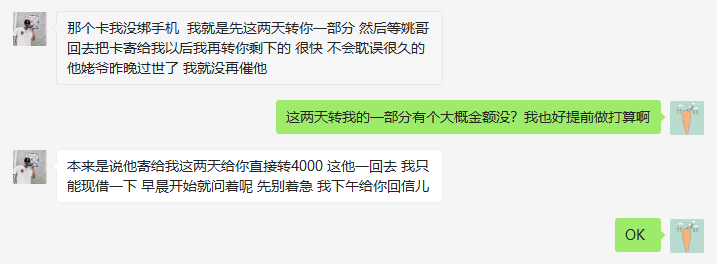 那个卡我没绑手机  我就是先这两天转你一部分 然后等姚哥
回去把卡寄给我以后我再转你剩下的 很快 不会耽误很久的
他姥爷昨晚过世了 我就没再催他
这两天转我的一部分有个大概金额没？我也好提前做打算啊
本来是说他寄给我这两天给你直接转4000 这他一回去 我只
能现借一下 早晨开始就问着呢 先别着急 我下午给你回信儿
OK